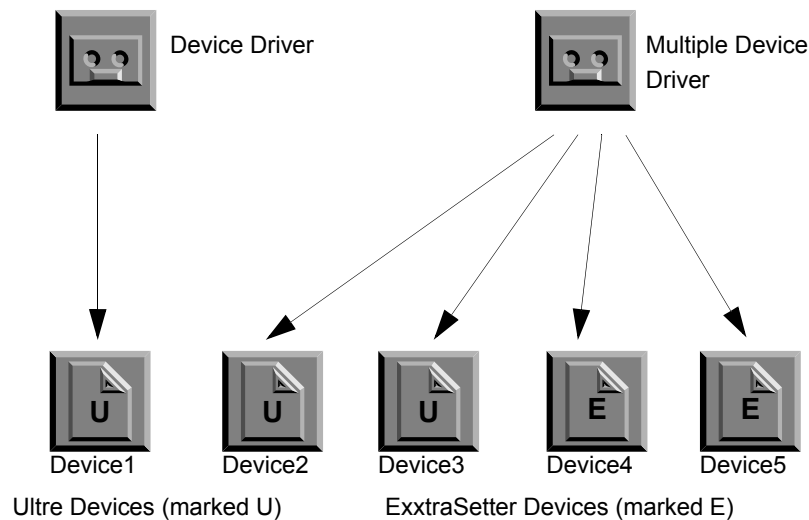 Device Driver
Multiple Device
Driver
U
U
U
E
E
Device1
Device2
Device3
Device4
Device5
Ultre Devices (marked U)
ExxtraSetter Devices (marked E)